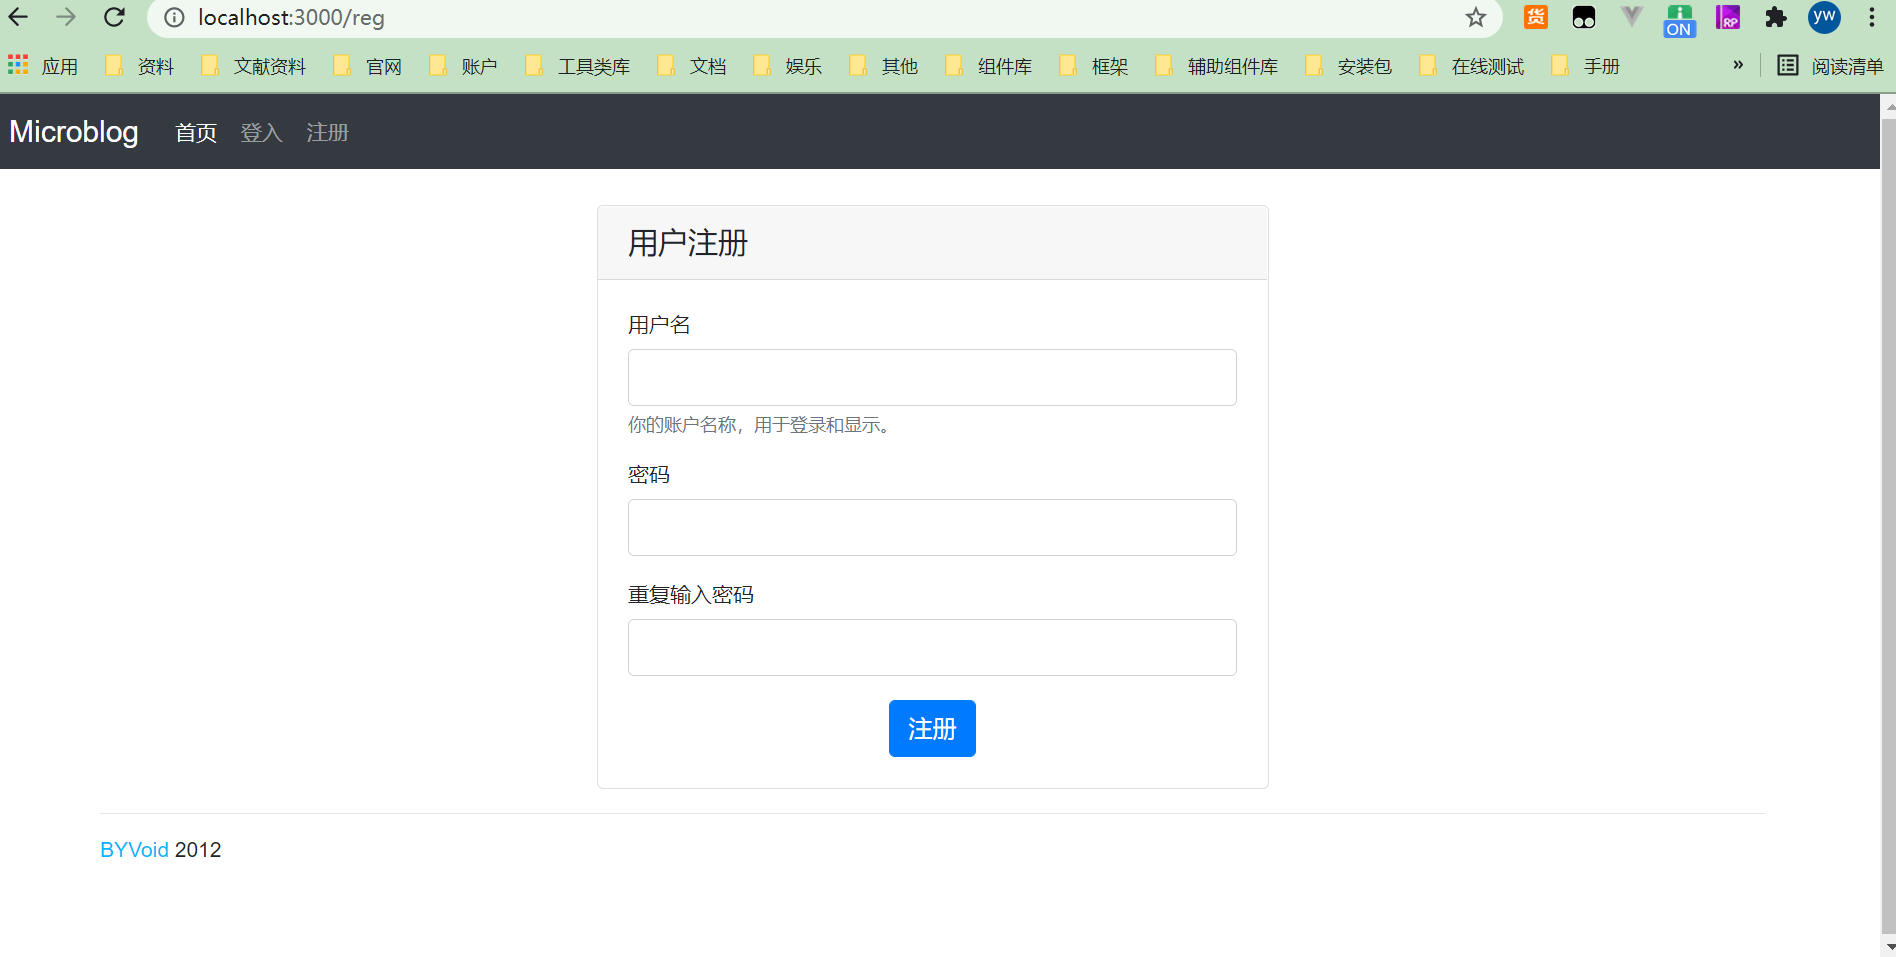 localhost:3000/reg
货
ON
RP
yw
应用 资料 文献资料 官网 账户 工具类库 文档 娱乐 其他 组件库 框架 辅助组件库 安装包 在线测试 手册 » 阅读清单
Microblog 首页 登入 注册
用户注册
用户名
你的账户名称，用于登录和显示。
密码
重复输入密码
注册
BYVoid 2012